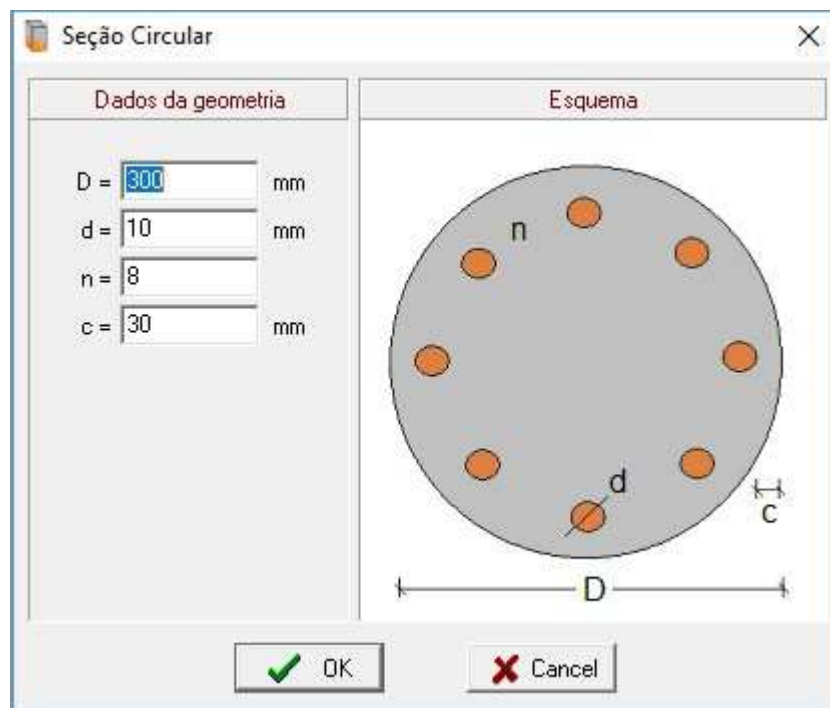 Seção Circular
Dados da geometria
D = 300 mm
d = 10 mm
n = 8
c = 30 mm
Esquema
n
d
c
D
OK
Cancel